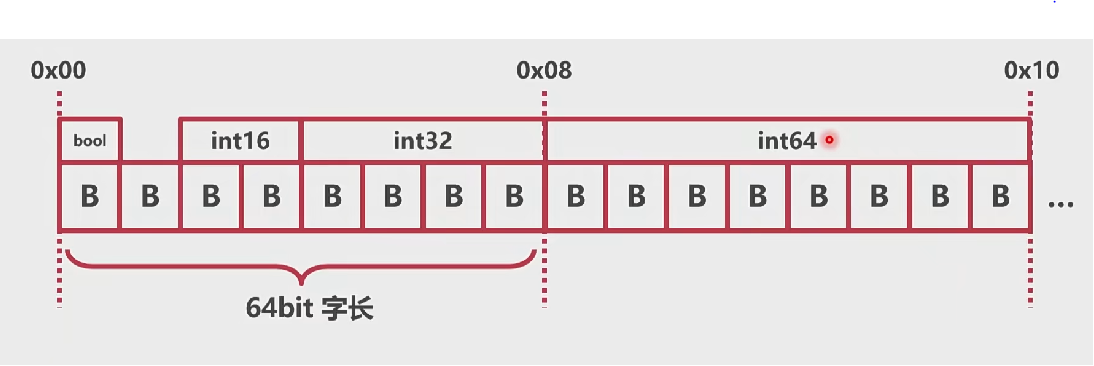 0x00 0x08 0x10
bool int16 int32 int64
B B B B B B B B B B B B B B B B ...
64bit 字长